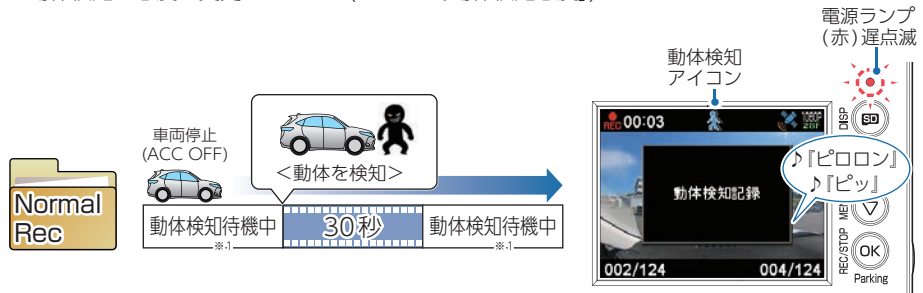 電源ランプ
(赤)遅点滅
動体検知
アイコン
車両停止
(ACC OFF)
<動体を検知>
Normal
Rec
動体検知待機中
※1
30秒
動体検知待機中
※1
REC 00:03
1080P
28F
動体検知記録
002/124
004/124
DISP
SD
♪『ピロロン』
♪『ピッ』
REC/STOP
OK
Parking